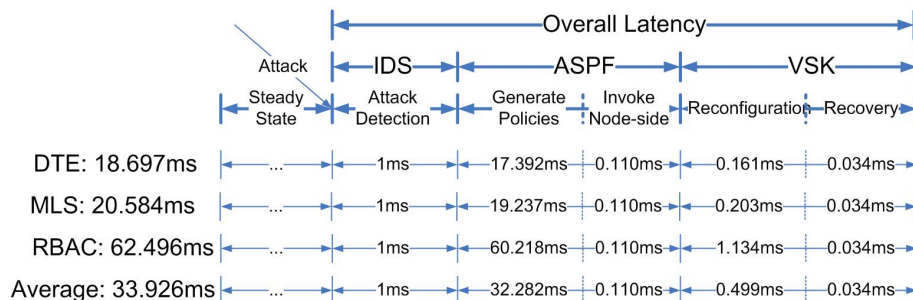 Overall Latency
Attack
IDS ASPF VSK
Steady State Attack Detection Generate Policies Invoke Node-side Reconfiguration Recovery
DTE: 18.697ms ... 1ms 17.392ms 0.110ms 0.161ms 0.034ms
MLS: 20.584ms ... 1ms 19.237ms 0.110ms 0.203ms 0.034ms
RBAC: 62.496ms ... 1ms 60.218ms 0.110ms 1.134ms 0.034ms
Average: 33.926ms ... 1ms 32.282ms 0.110ms 0.499ms 0.034ms